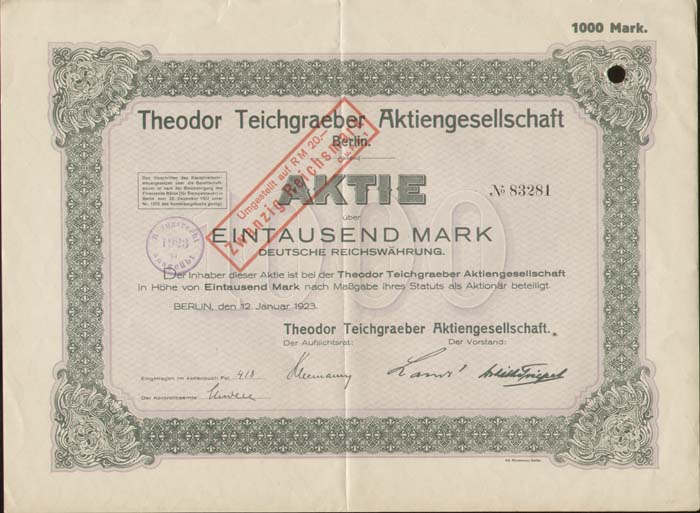 1000 Mark.
Theodor Teichgraeber Aktiengesellschaft
Berlin.
Umgestellt auf RM 20.-
Zwanzig Reichsmark
AKTIE
№ 83281
über
EINTAUSEND MARK
DEUTSCHE REICHSWÄHRUNG.
1923
Der Inhaber dieser Aktie ist bei der Theodor Teichgraeber Aktiengesellschaft
in Höhe von Eintausend Mark nach Maßgabe ihres Statuts als Aktionär beteiligt.
BERLIN, den 12. Januar 1923.
Theodor Teichgraeber Aktiengesellschaft.
Der Aufsichtsrat: Der Vorstand:
Eingetragen im Aktienbuch Fol. 418
Der Kontrollbeamte: